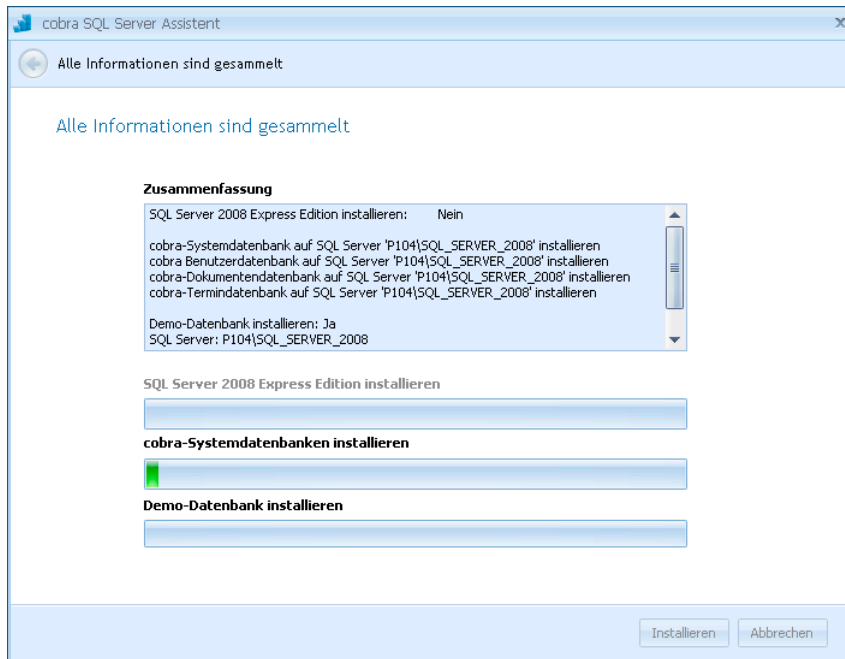 cobra SQL Server Assistent
Alle Informationen sind gesammelt
Alle Informationen sind gesammelt
Zusammenfassung
SQL Server 2008 Express Edition installieren: Nein
cobra-Systemdatenbank auf SQL Server 'P104\SQL_SERVER_2008' installieren
cobra Benutzerdatenbank auf SQL Server 'P104\SQL_SERVER_2008' installieren
cobra-Dokumentendatenbank auf SQL Server 'P104\SQL_SERVER_2008' installieren
cobra-Termindatenbank auf SQL Server 'P104\SQL_SERVER_2008' installieren
Demo-Datenbank installieren: Ja
SQL Server: P104\SQL_SERVER_2008
SQL Server 2008 Express Edition installieren
cobra-Systemdatenbanken installieren
Demo-Datenbank installieren
Installieren
Abbrechen